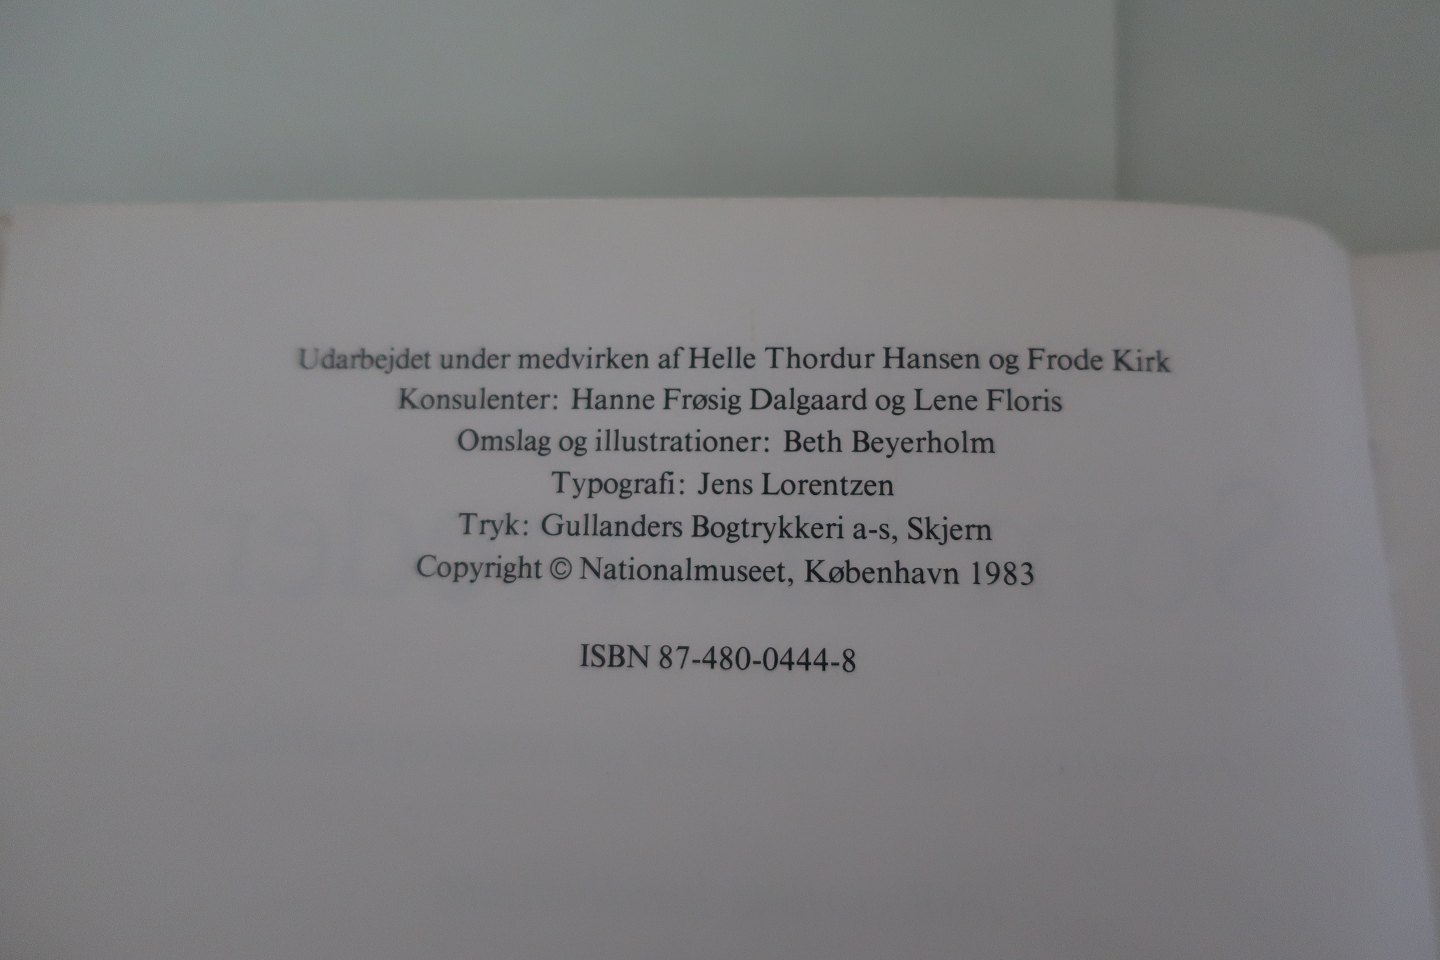 Udarbejdet under medvirken af Helle Thordur Hansen og Frode Kirk
Konsulenter: Hanne Frøsig Dalgaard og Lene Floris
Omslag og illustrationer: Beth Beyerholm
Typografi: Jens Lorentzen
Tryk: Gullanders Bogtrykkeri a-s, Skjern
Copyright © Nationalmuseet, København 1983
ISBN 87-480-0444-8